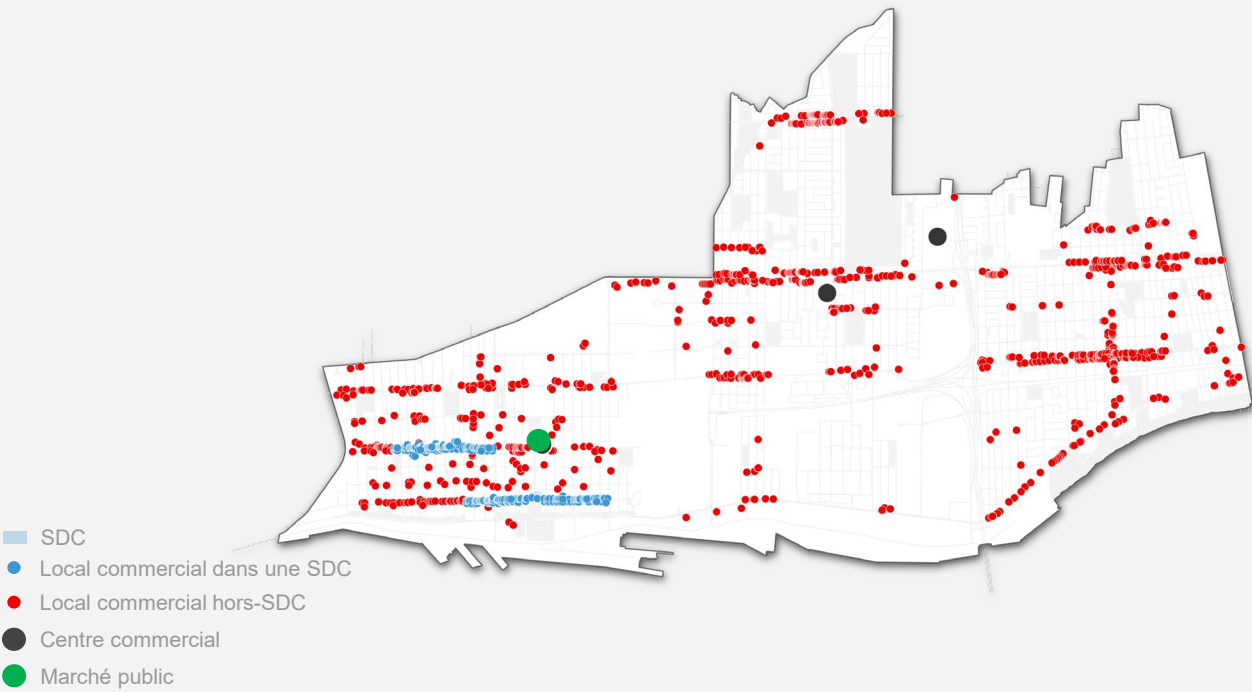 SDC
Local commercial dans une SDC
Local commercial hors-SDC
Centre commercial
Marché public